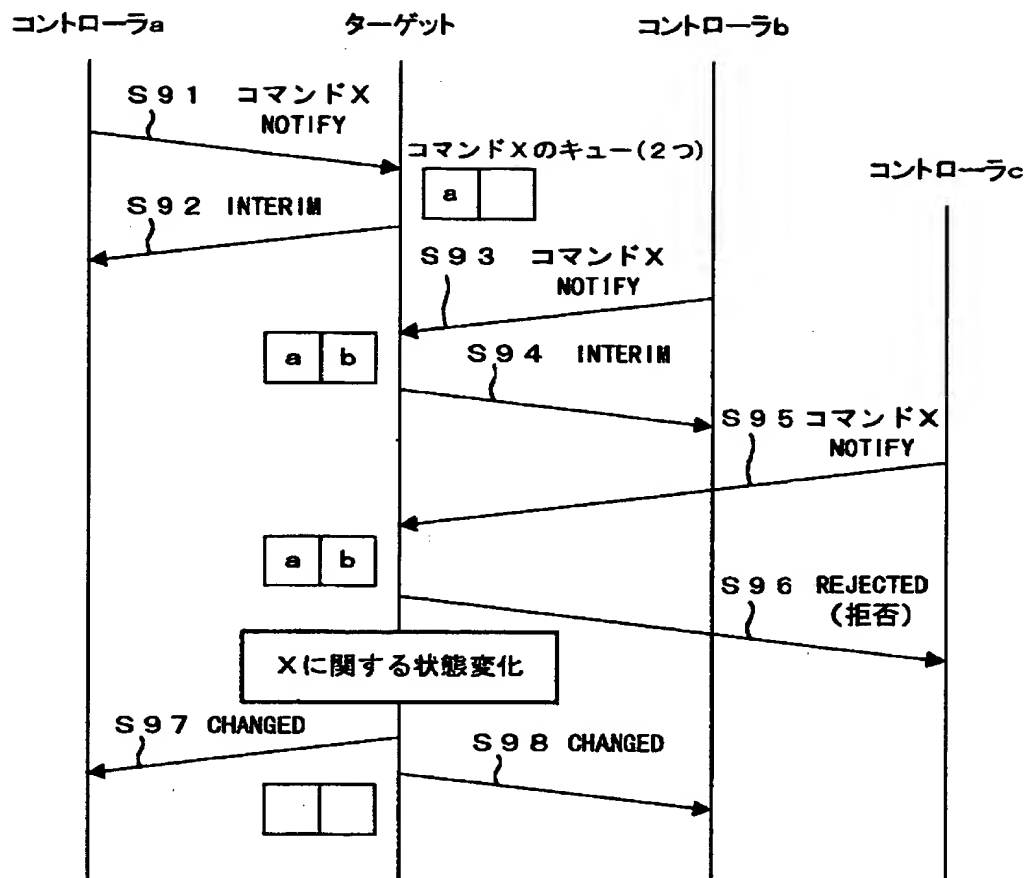 コントローラa
ターゲット
コントローラb
コントローラc
S91 コマンドX
NOTIFY
コマンドXのキュー(2つ)
a
S92 INTERIM
S93 コマンドX
NOTIFY
a b
S94 INTERIM
S95 コマンドX
NOTIFY
a b
S96 REJECTED
(拒否)
Xに関する状態変化
S97 CHANGED
S98 CHANGED